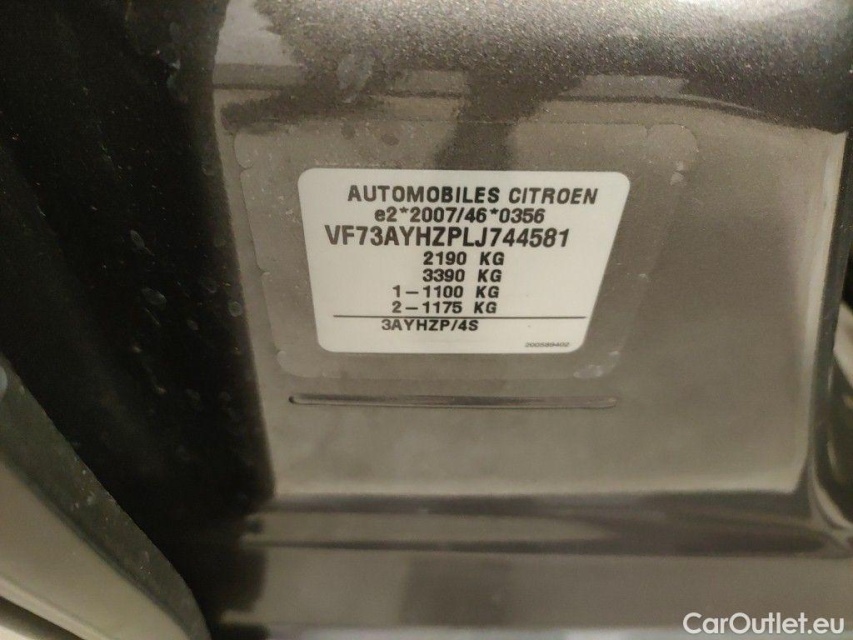 AUTOMOBILES CITROEN
e2*2007/46*0356
VF73AYHZPLJ744581
2190 KG
3390 KG
1-1100 KG
2-1175 KG
3AYHZP/4S
CarOutlet.eu